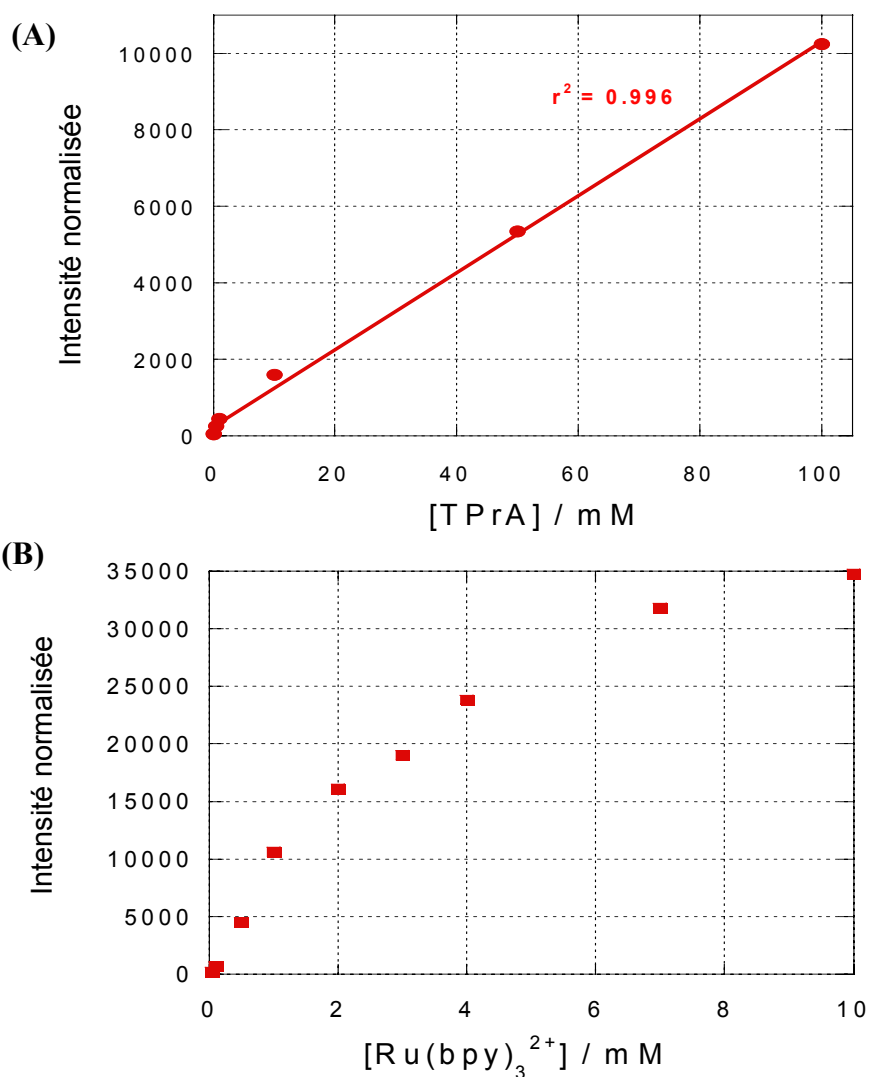 (A)
Intensité normalisée
10000
8000
6000
4000
2000
0
r² = 0.996
0 20 40 60 80 100
[TPrA] / mM
(B)
Intensité normalisée
35000
30000
25000
20000
15000
10000
5000
0
0 2 4 6 8 10
[Ru(bpy)₃²⁺] / mM